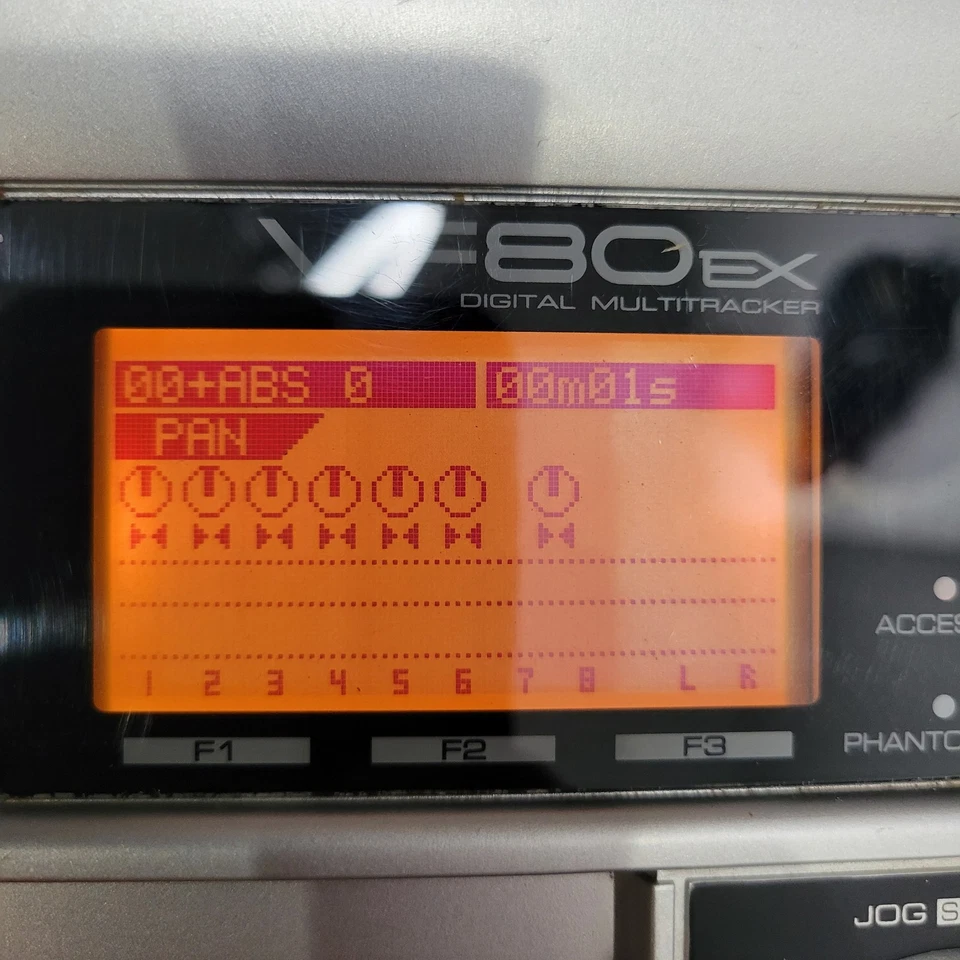 VF80EX
DIGITAL MULTITRACKER
00+ABS 0 00m01s
PAN
1 2 3 4 5 6 7 8 L R
F1 F2 F3
ACCES
PHANTO
JOG S